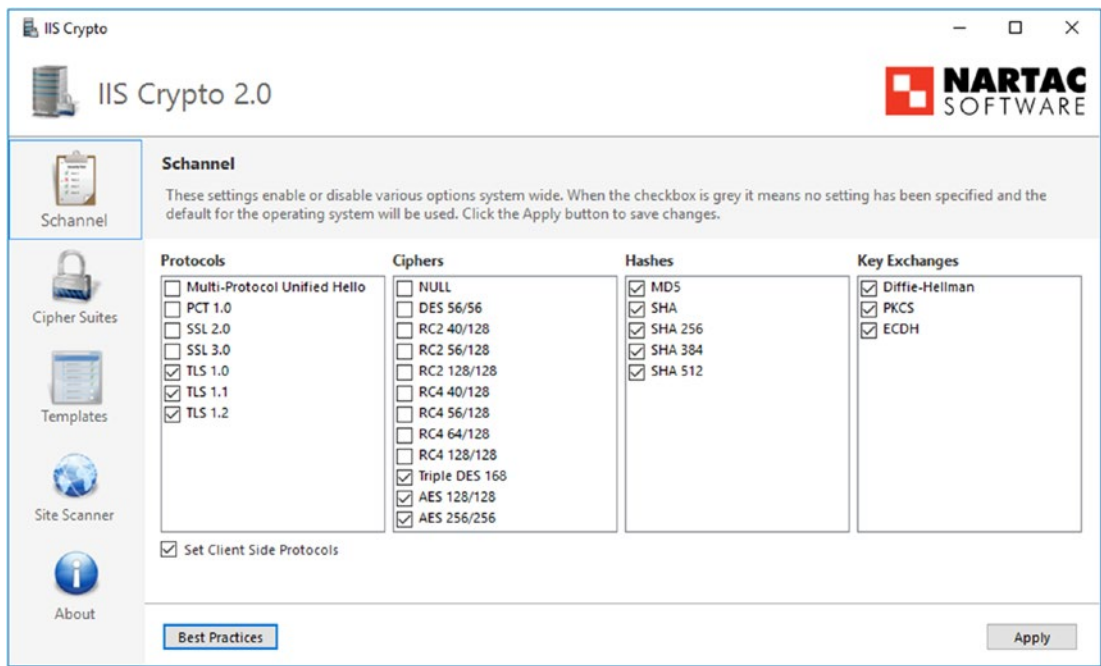 IIS Crypto
IIS Crypto 2.0
NARTAC
SOFTWARE
Schannel
Cipher Suites
Templates
Site Scanner
About
Schannel
These settings enable or disable various options system wide. When the checkbox is grey it means no setting has been specified and the
default for the operating system will be used. Click the Apply button to save changes.
Protocols
Multi-Protocol Unified Hello
PCT 1.0
SSL 2.0
SSL 3.0
TLS 1.0
TLS 1.1
TLS 1.2
Ciphers
NULL
DES 56/56
RC2 40/128
RC2 56/128
RC2 128/128
RC4 40/128
RC4 56/128
RC4 64/128
RC4 128/128
Triple DES 168
AES 128/128
AES 256/256
Hashes
MD5
SHA
SHA 256
SHA 384
SHA 512
Key Exchanges
Diffie-Hellman
PKCS
ECDH
Set Client Side Protocols
Best Practices
Apply